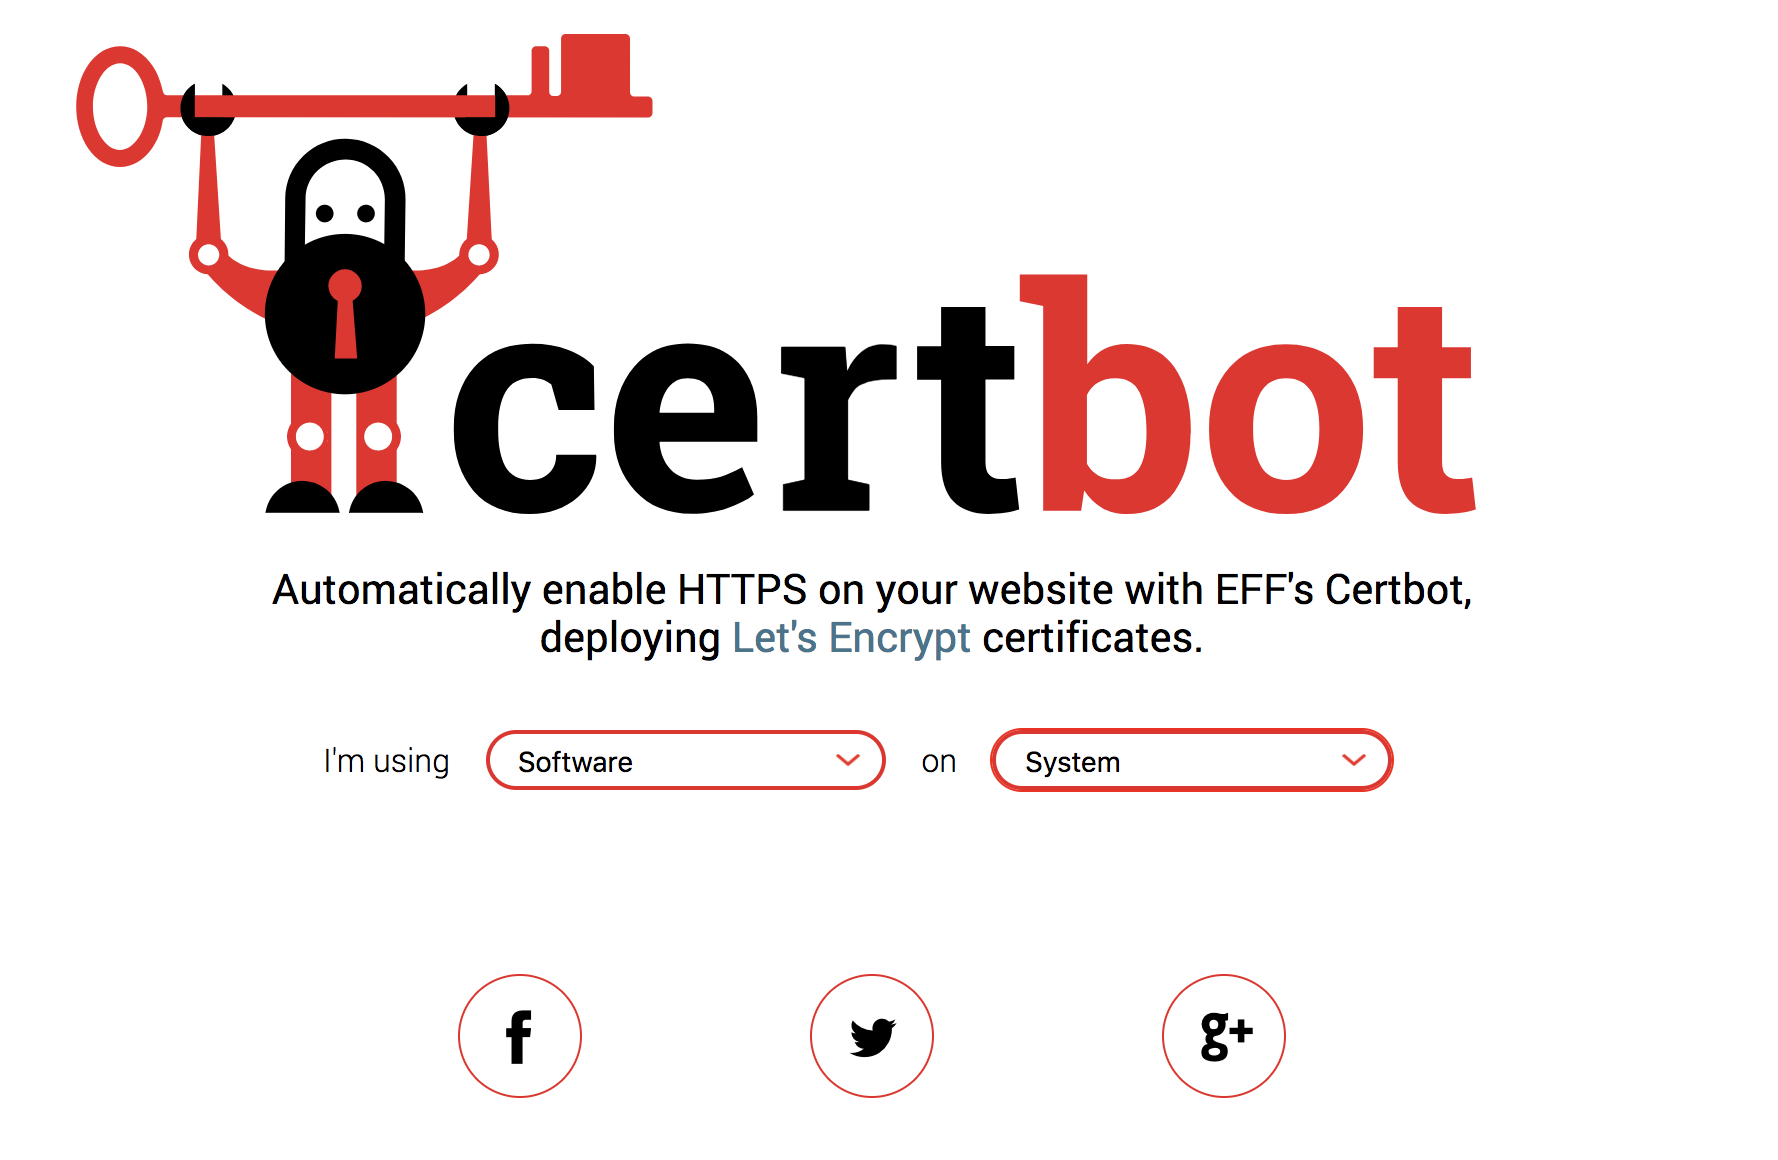 certbot
Automatically enable HTTPS on your website with EFF's Certbot,
deploying Let's Encrypt certificates.
I'm using Software on System
f g+